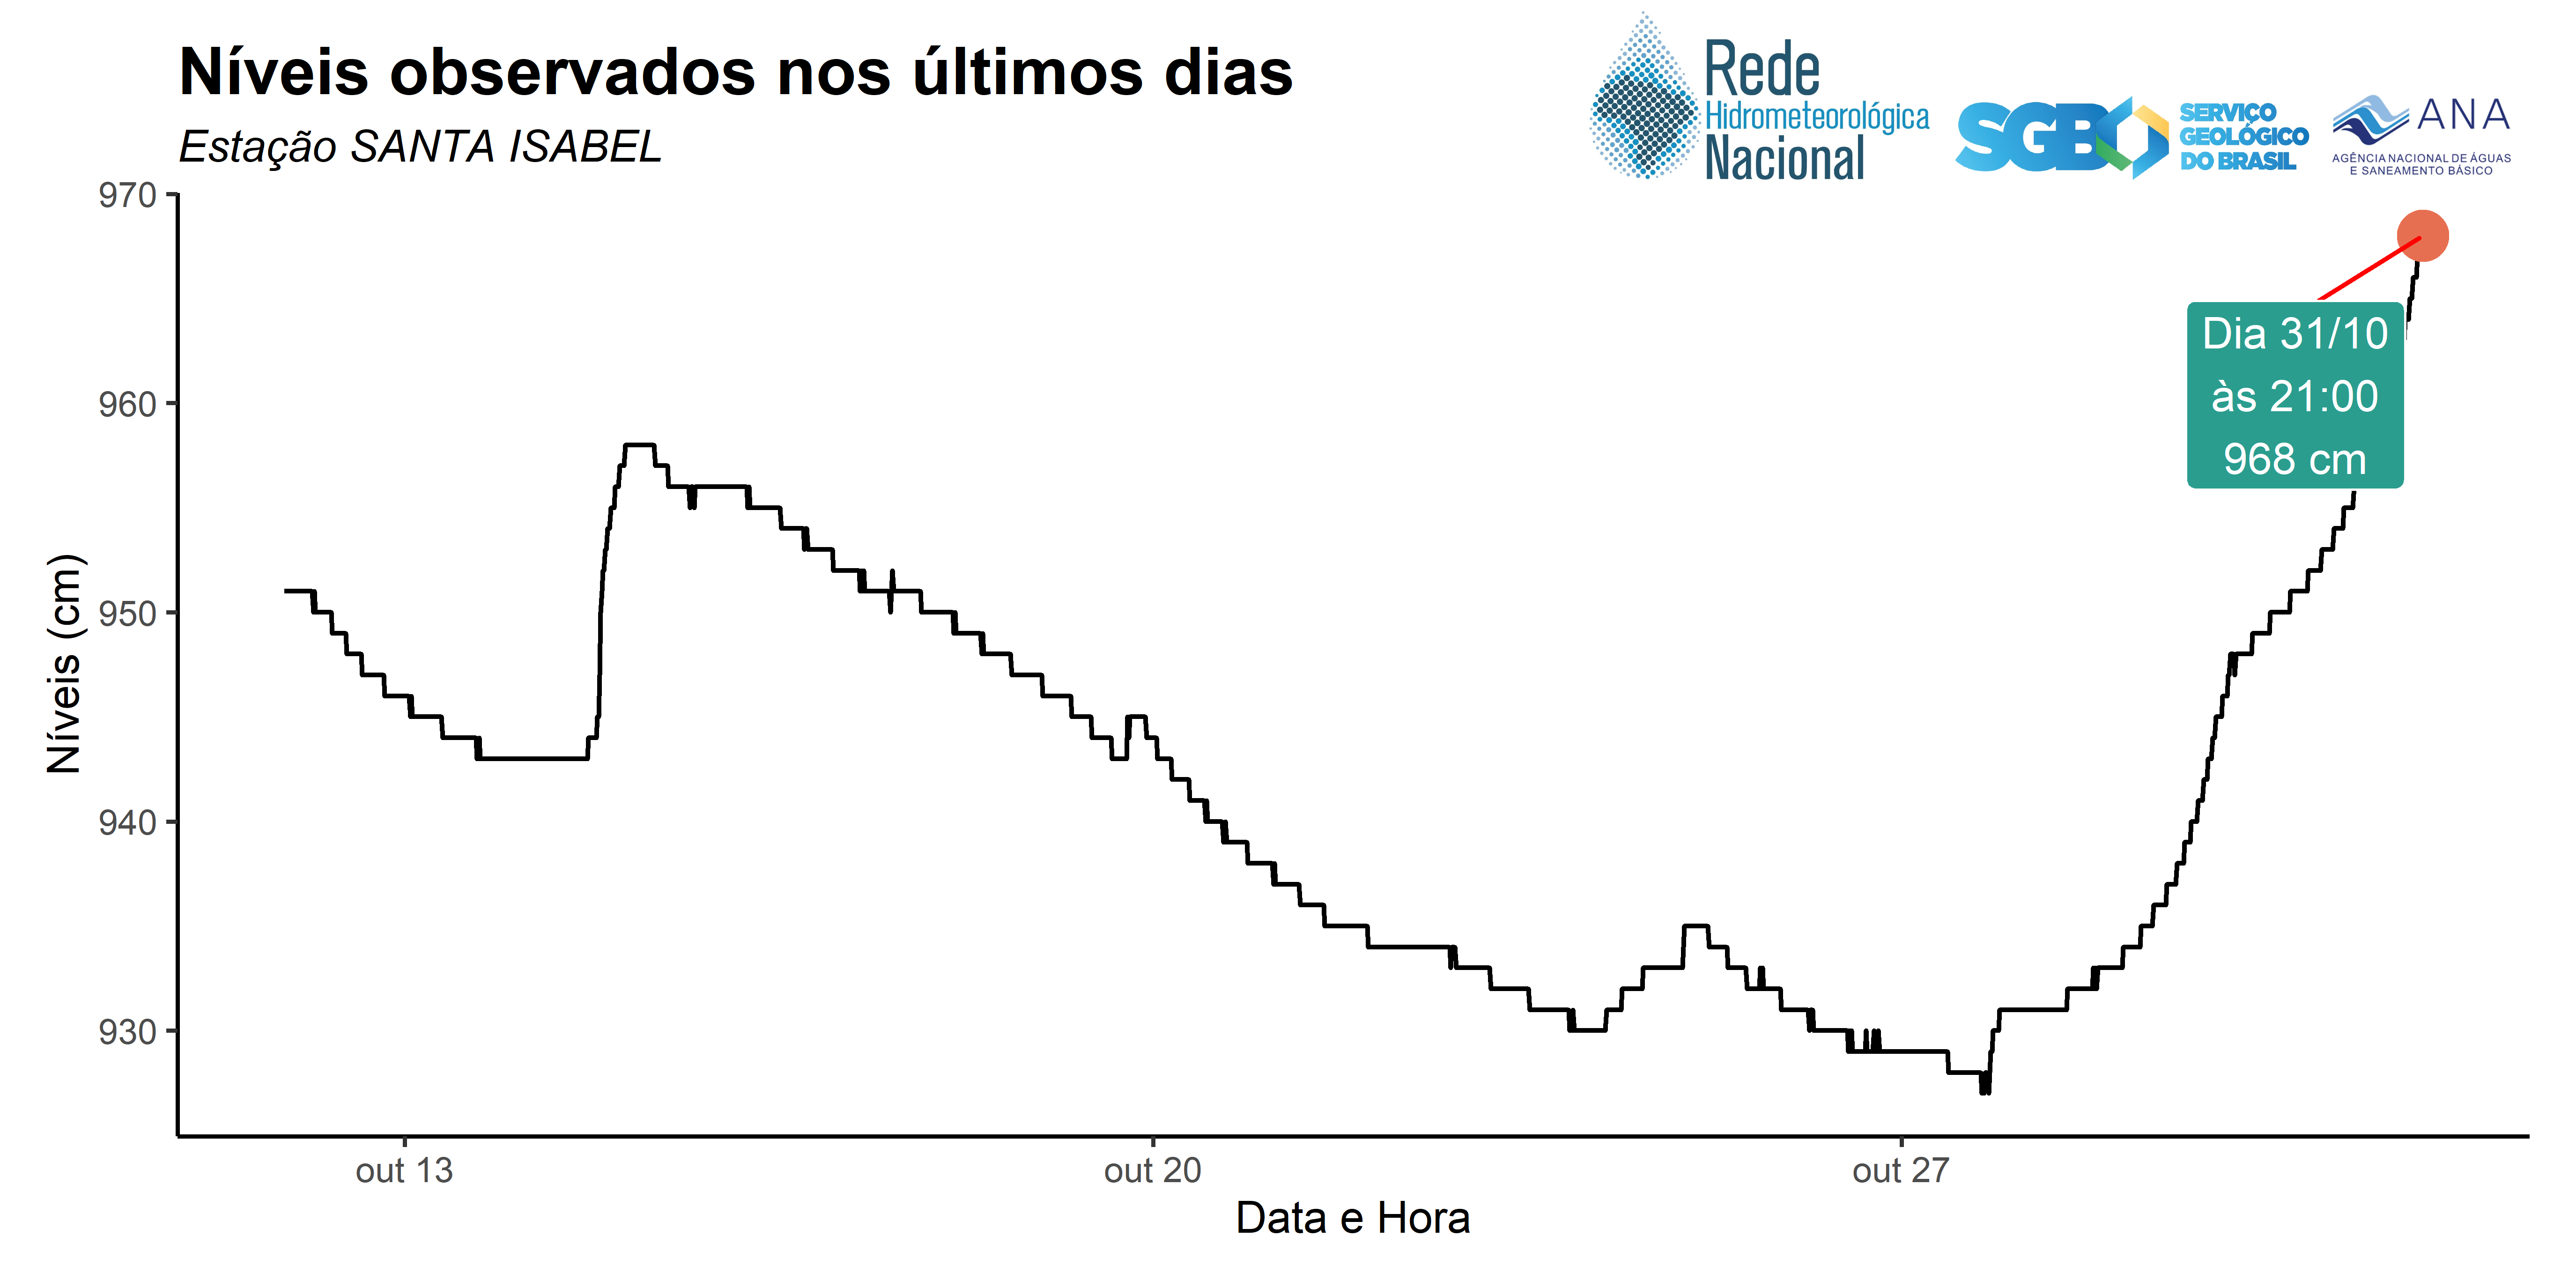 Níveis observados nos últimos dias
Estação SANTA ISABEL
Rede
Hidrometeorológica
Nacional
SGB
SERVIÇO
GEOLÓGICO
DO BRASIL
ANA
AGÊNCIA NACIONAL DE ÁGUAS
E SANEAMENTO BÁSICO
970
960
950
940
930
Níveis (cm)
Dia 31/10
às 21:00
968 cm
out 13
out 20
out 27
Data e Hora